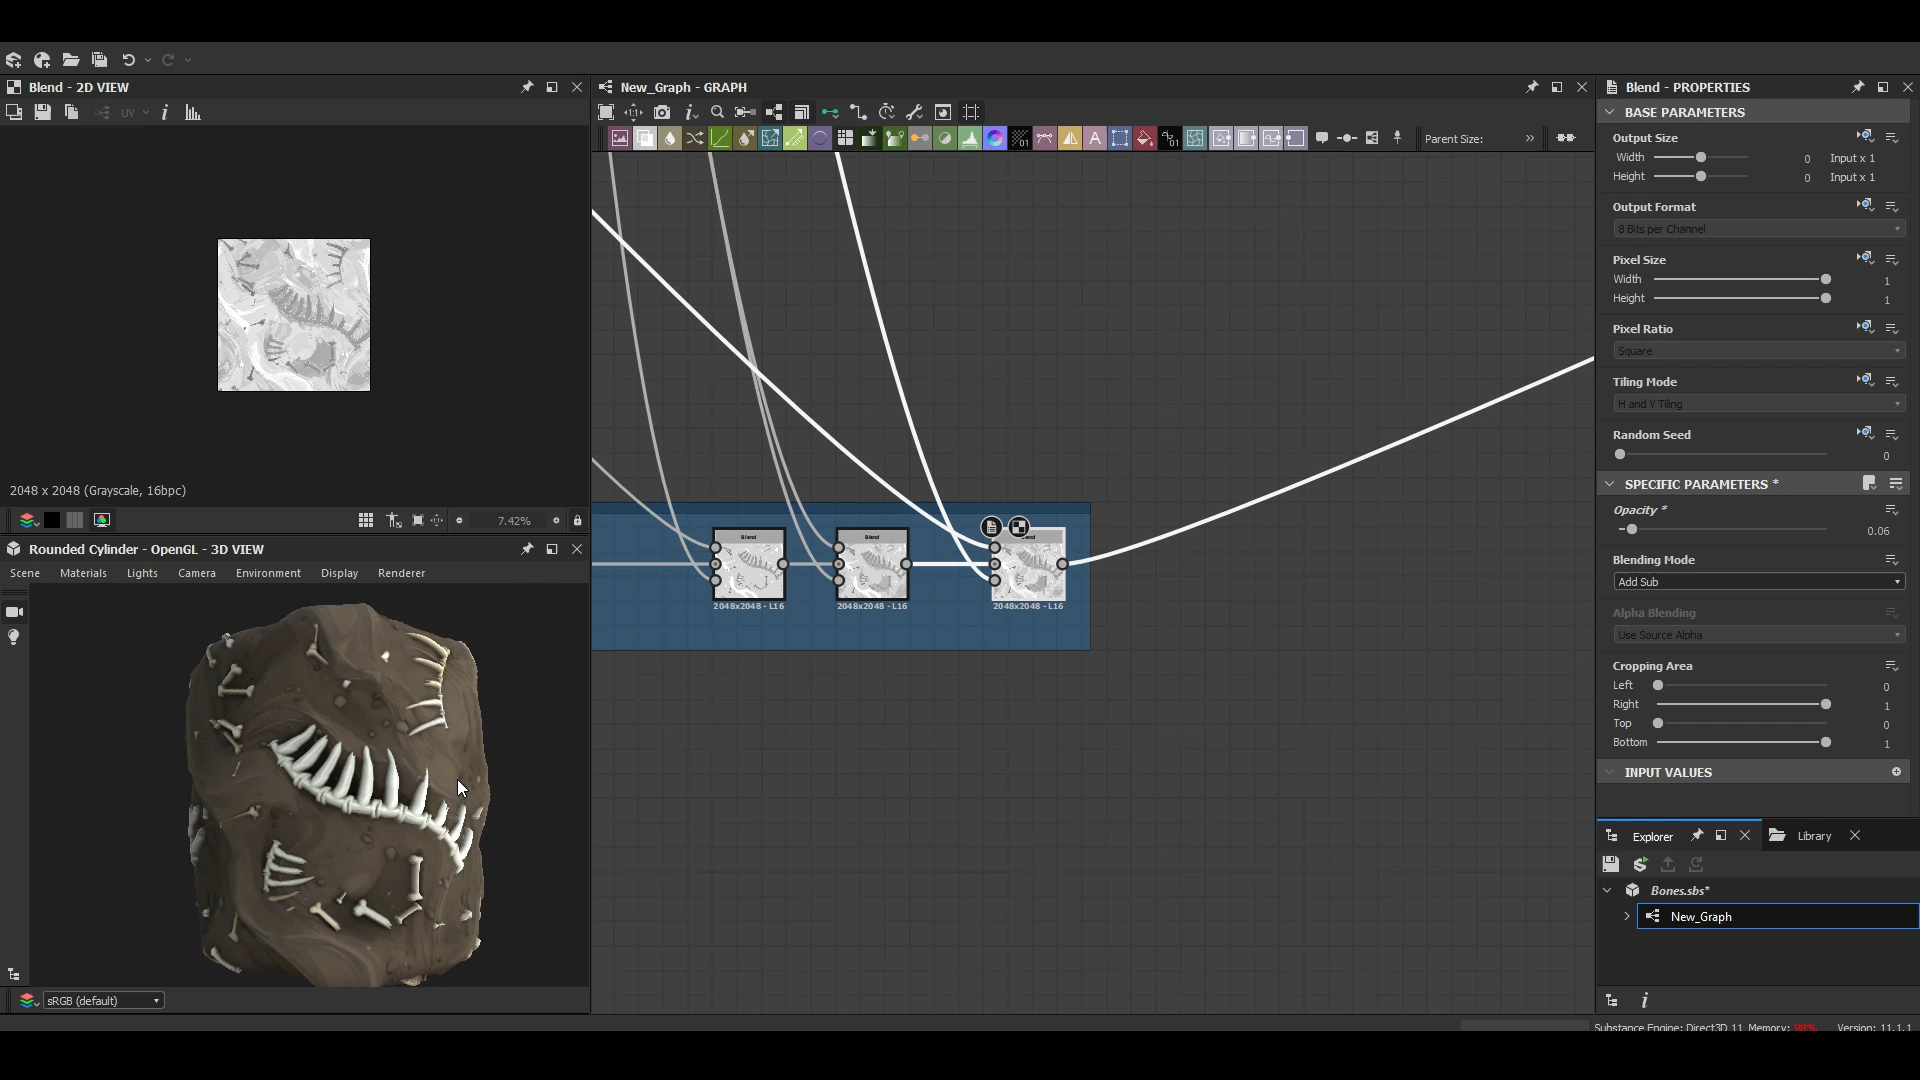 Blend - 2D VIEW
UV
2048 x 2048 (Grayscale, 16bpc)
7.42%
Rounded Cylinder - OpenGL - 3D VIEW
Scene Materials Lights Camera Environment Display Renderer
sRGB (default)
New_Graph - GRAPH
Parent Size:
Blend
Blend
2048x2048 - L16
2048x2048 - L16
2048x2048 - L16
Blend - PROPERTIES
BASE PARAMETERS
Output Size
Width 0 Input x 1
Height 0 Input x 1
Output Format
8 Bits per Channel
Pixel Size
Width 1
Height 1
Pixel Ratio
Square
Tiling Mode
H and V Tiling
Random Seed
0
SPECIFIC PARAMETERS *
Opacity *
0.06
Blending Mode
Add Sub
Alpha Blending
Use Source Alpha
Cropping Area
Left 0
Right 1
Top 0
Bottom 1
INPUT VALUES
Explorer Library
Bones.sbs*
New_Graph
Substance Engine: Direct3D 11 Memory: 98% Version: 11.1.1